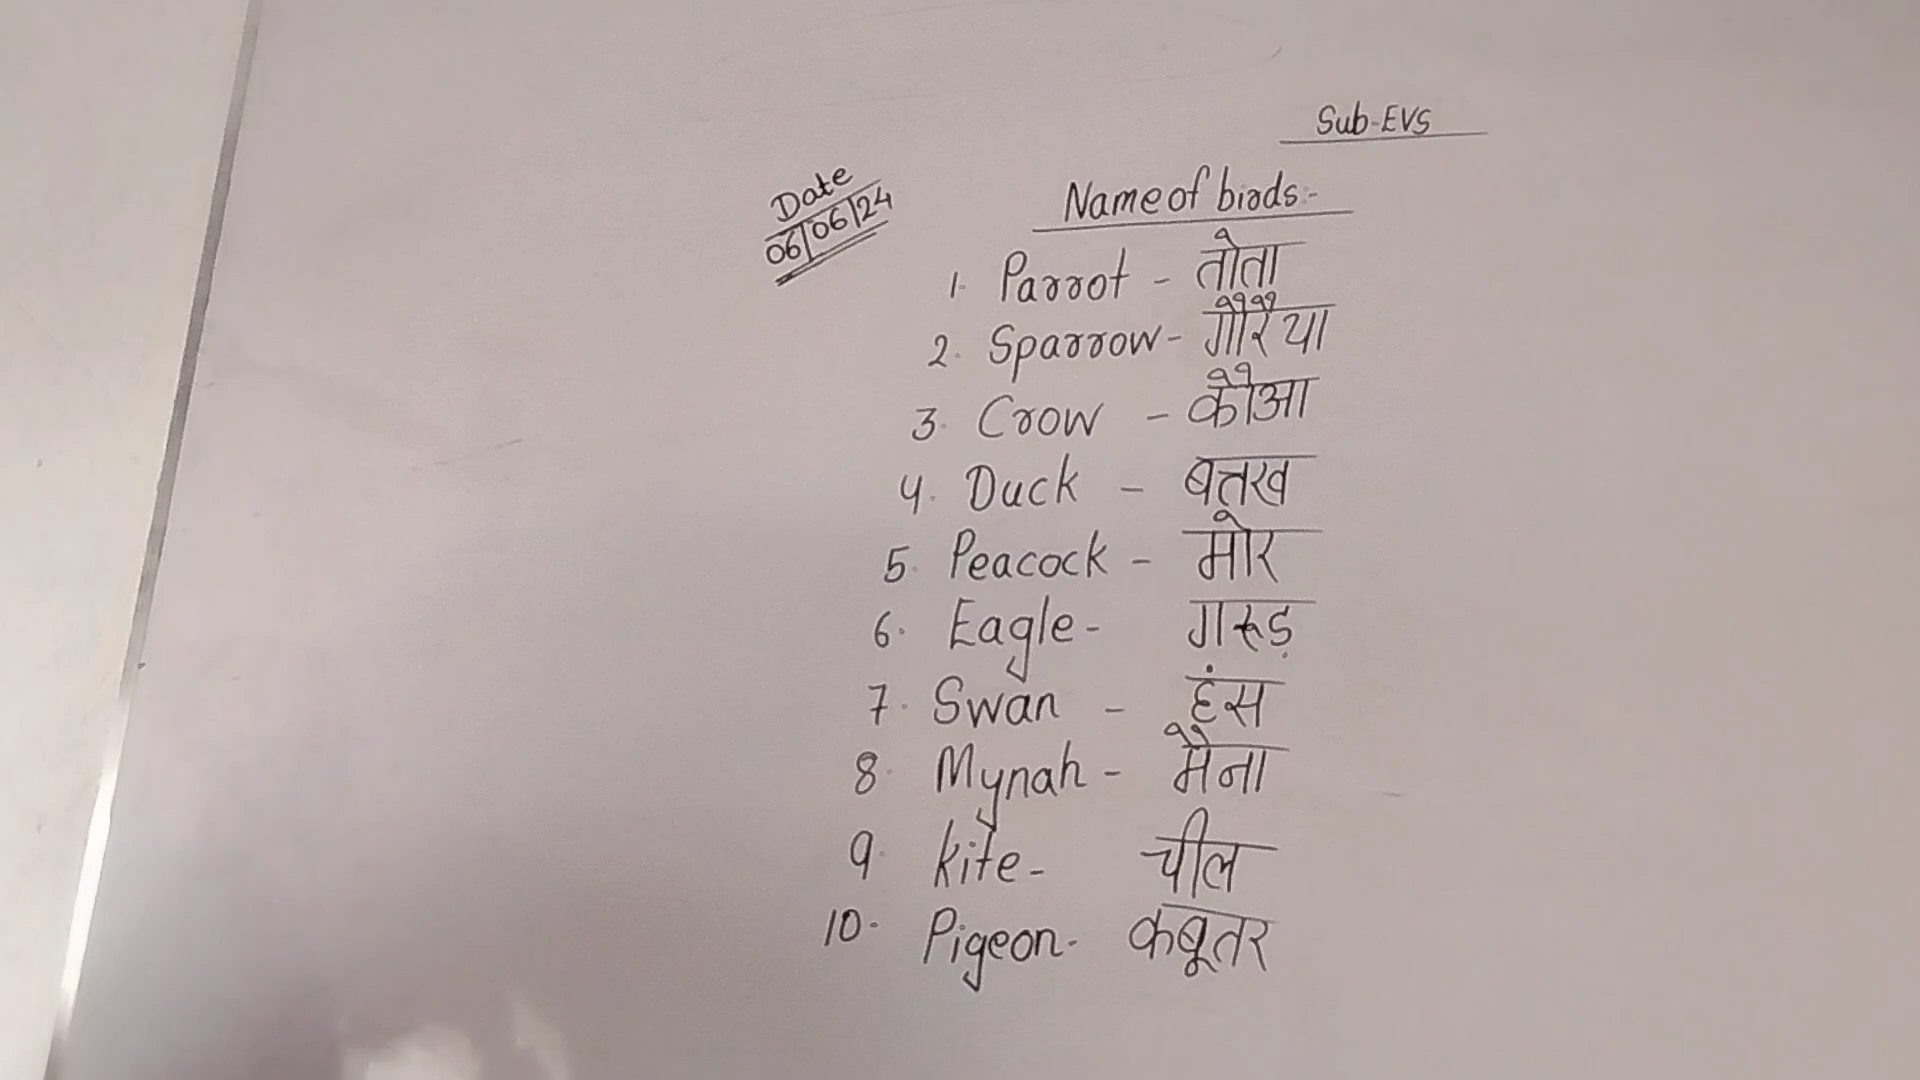 Sub-EVS
Date
06/06/24
Name of birds:-
1. Parrot - तोता
2. Sparrow - गौरैया
3. Crow - कौआ
4. Duck - बत्तख
5. Peacock - मोर
6. Eagle - गरूड़
7. Swan - हंस
8. Mynah - मैना
9. Kite - चील
10. Pigeon - कबूतर